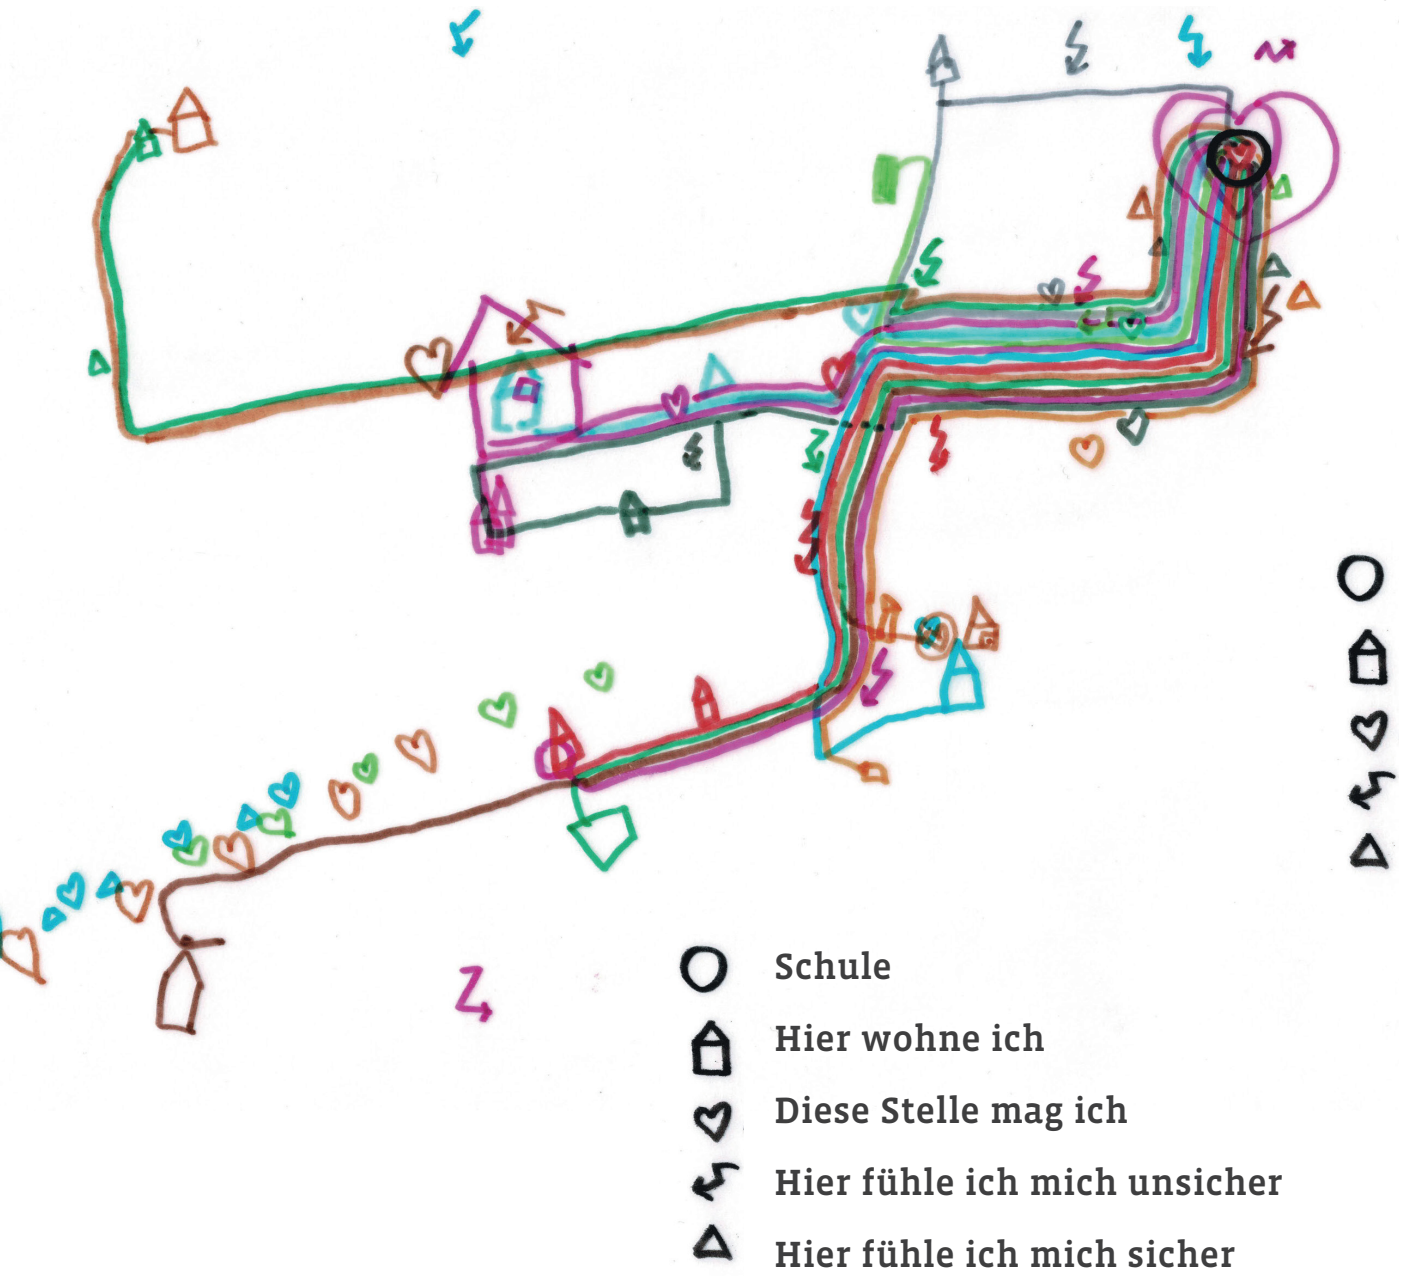 Schule
Hier wohne ich
Diese Stelle mag ich
Hier fühle ich mich unsicher
Hier fühle ich mich sicher